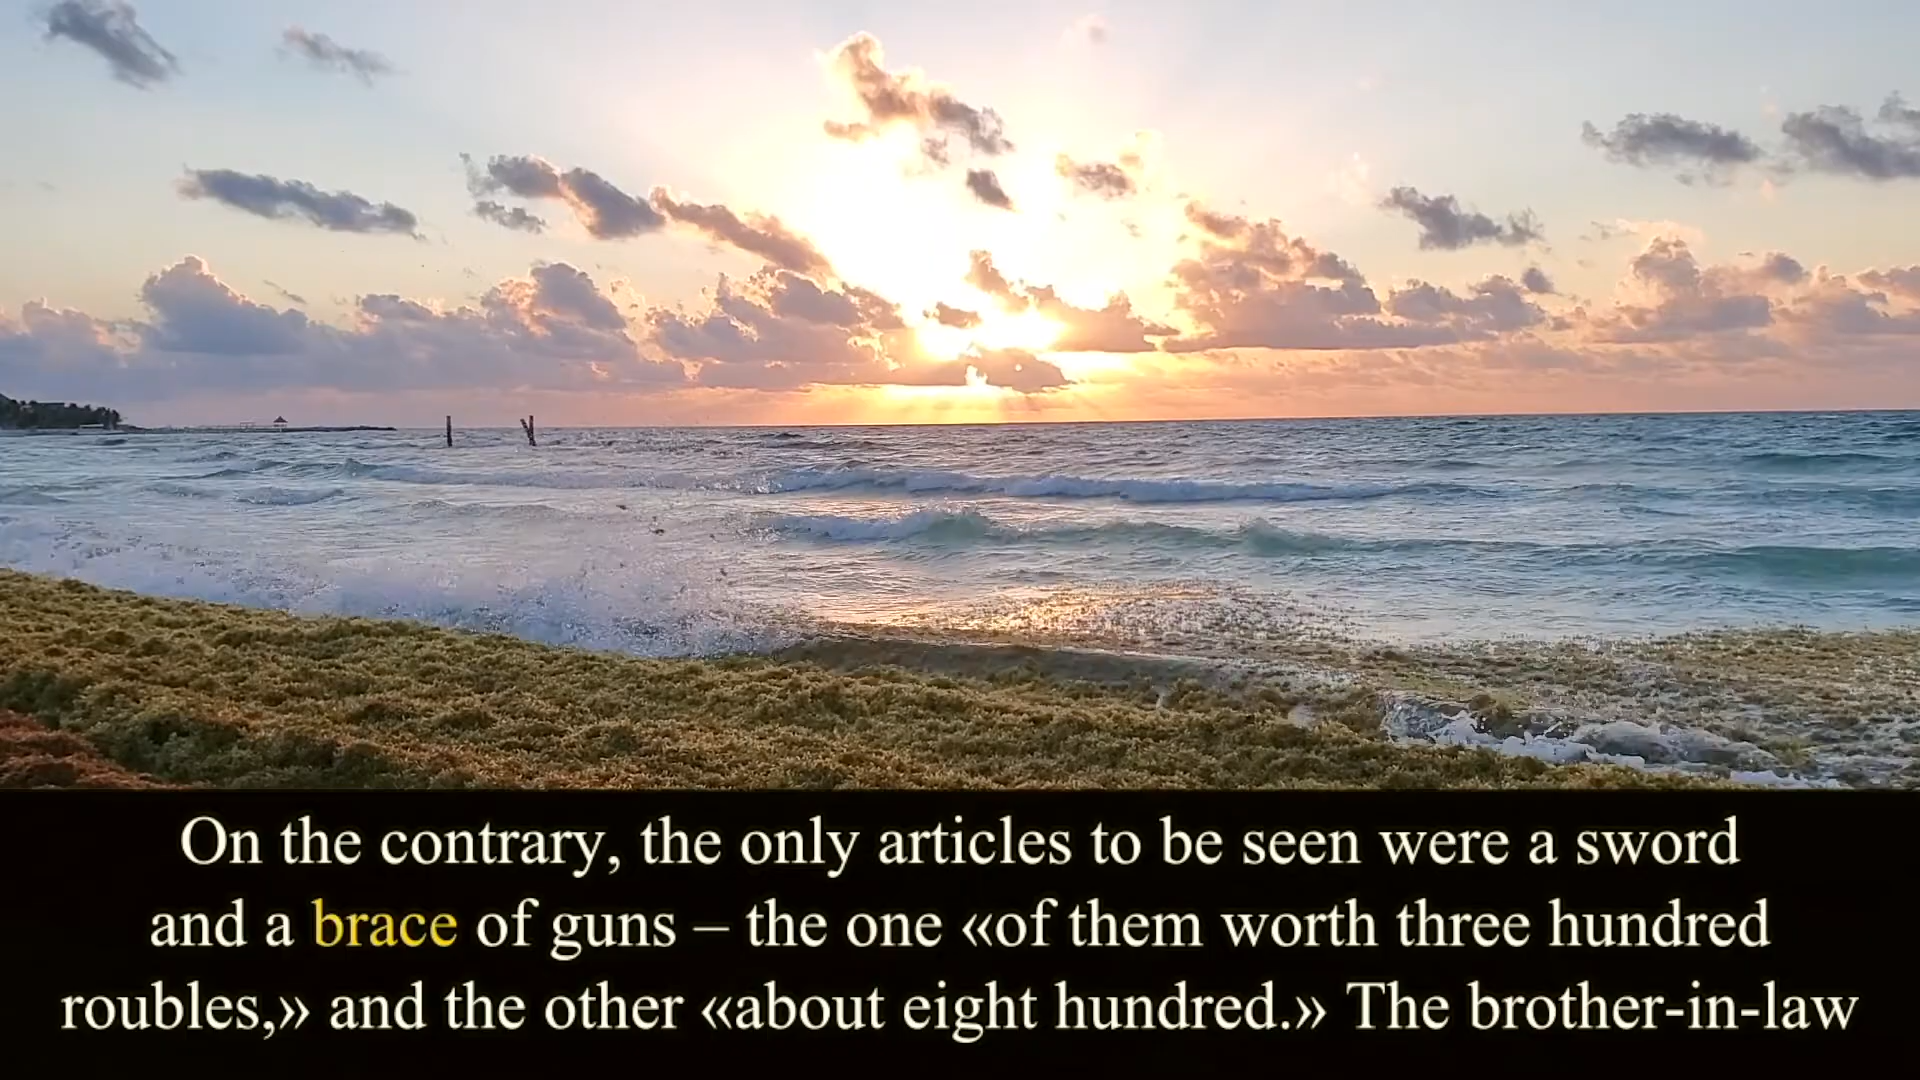 On the contrary, the only articles to be seen were a sword
and a brace of guns – the one «of them worth three hundred
roubles,» and the other «about eight hundred.» The brother-in-law